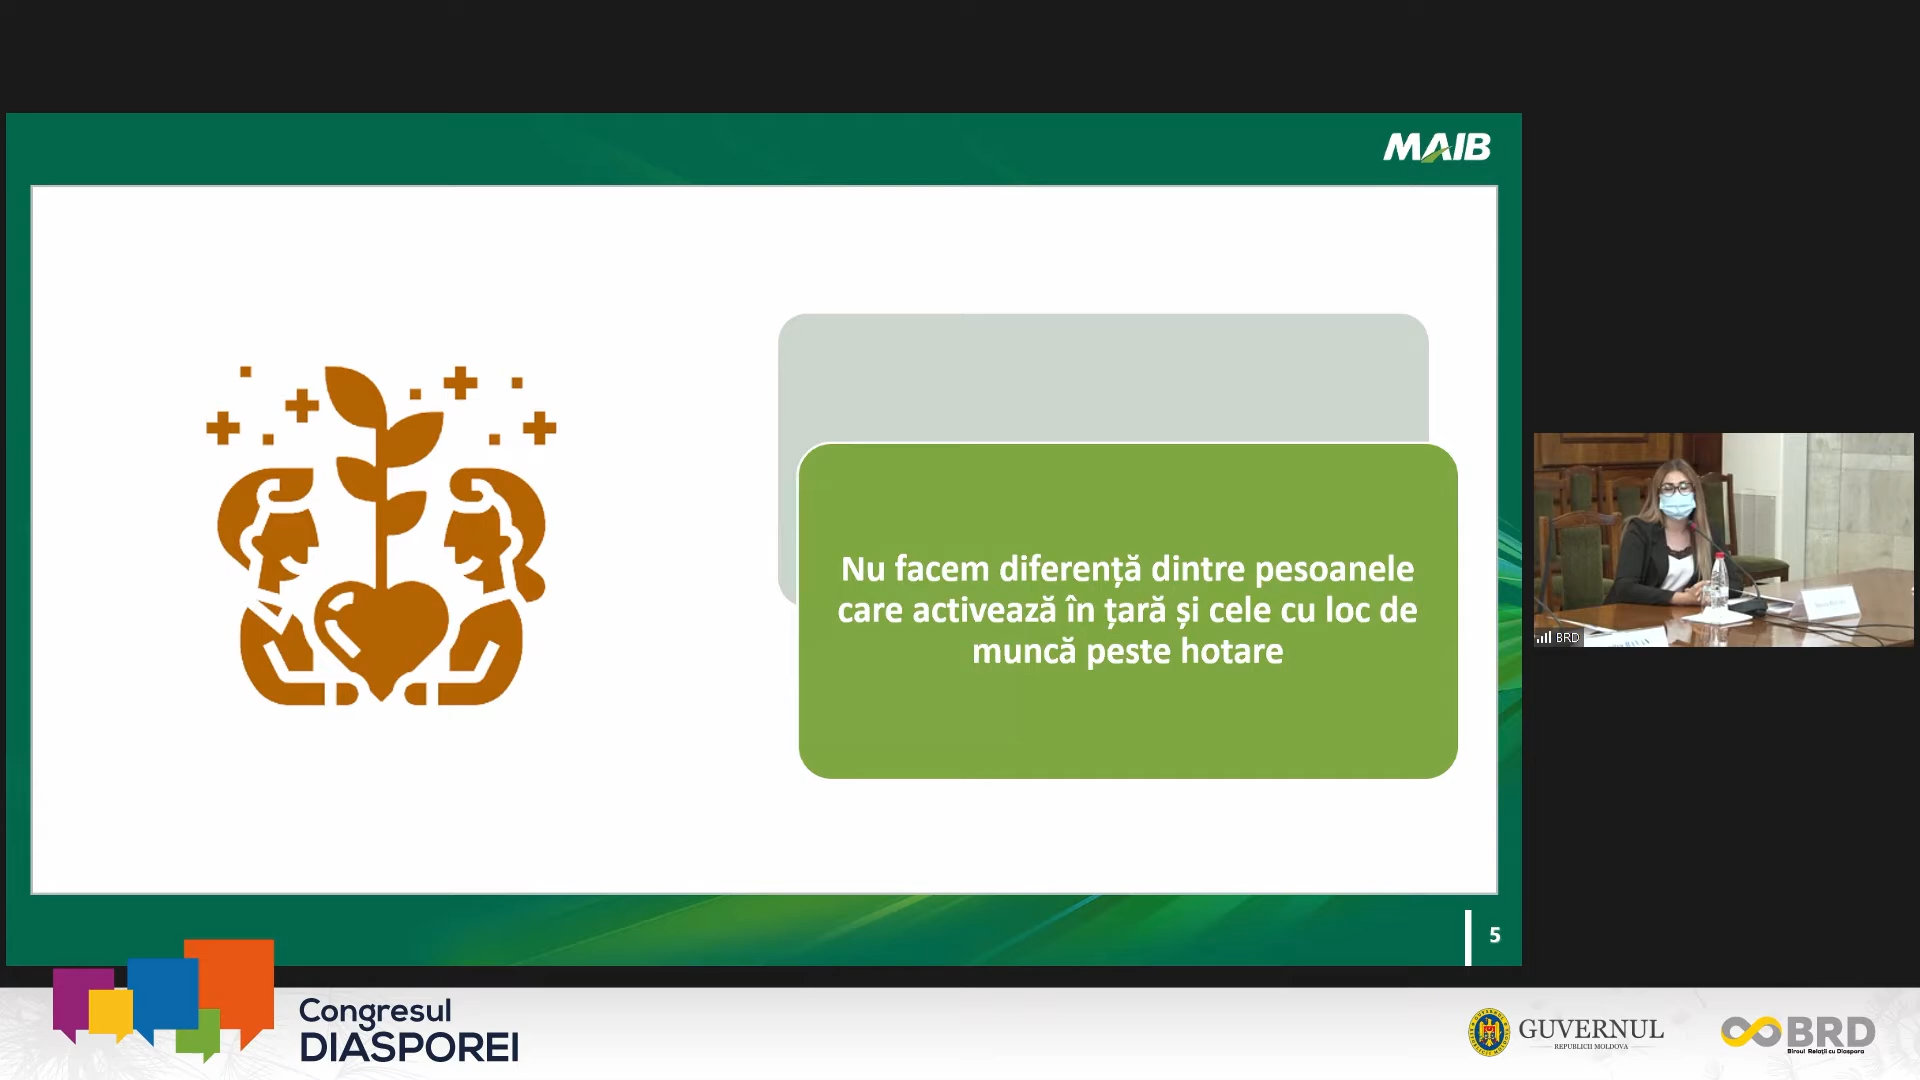 MAIB
Nu facem diferență dintre pesoanele
care activează în țară și cele cu loc de
muncă peste hotare
BRD
5
Congresul
DIASPOREI
GUVERNUL
REPUBLICII MOLDOVA
BRD
Biroul Relații cu Diaspora